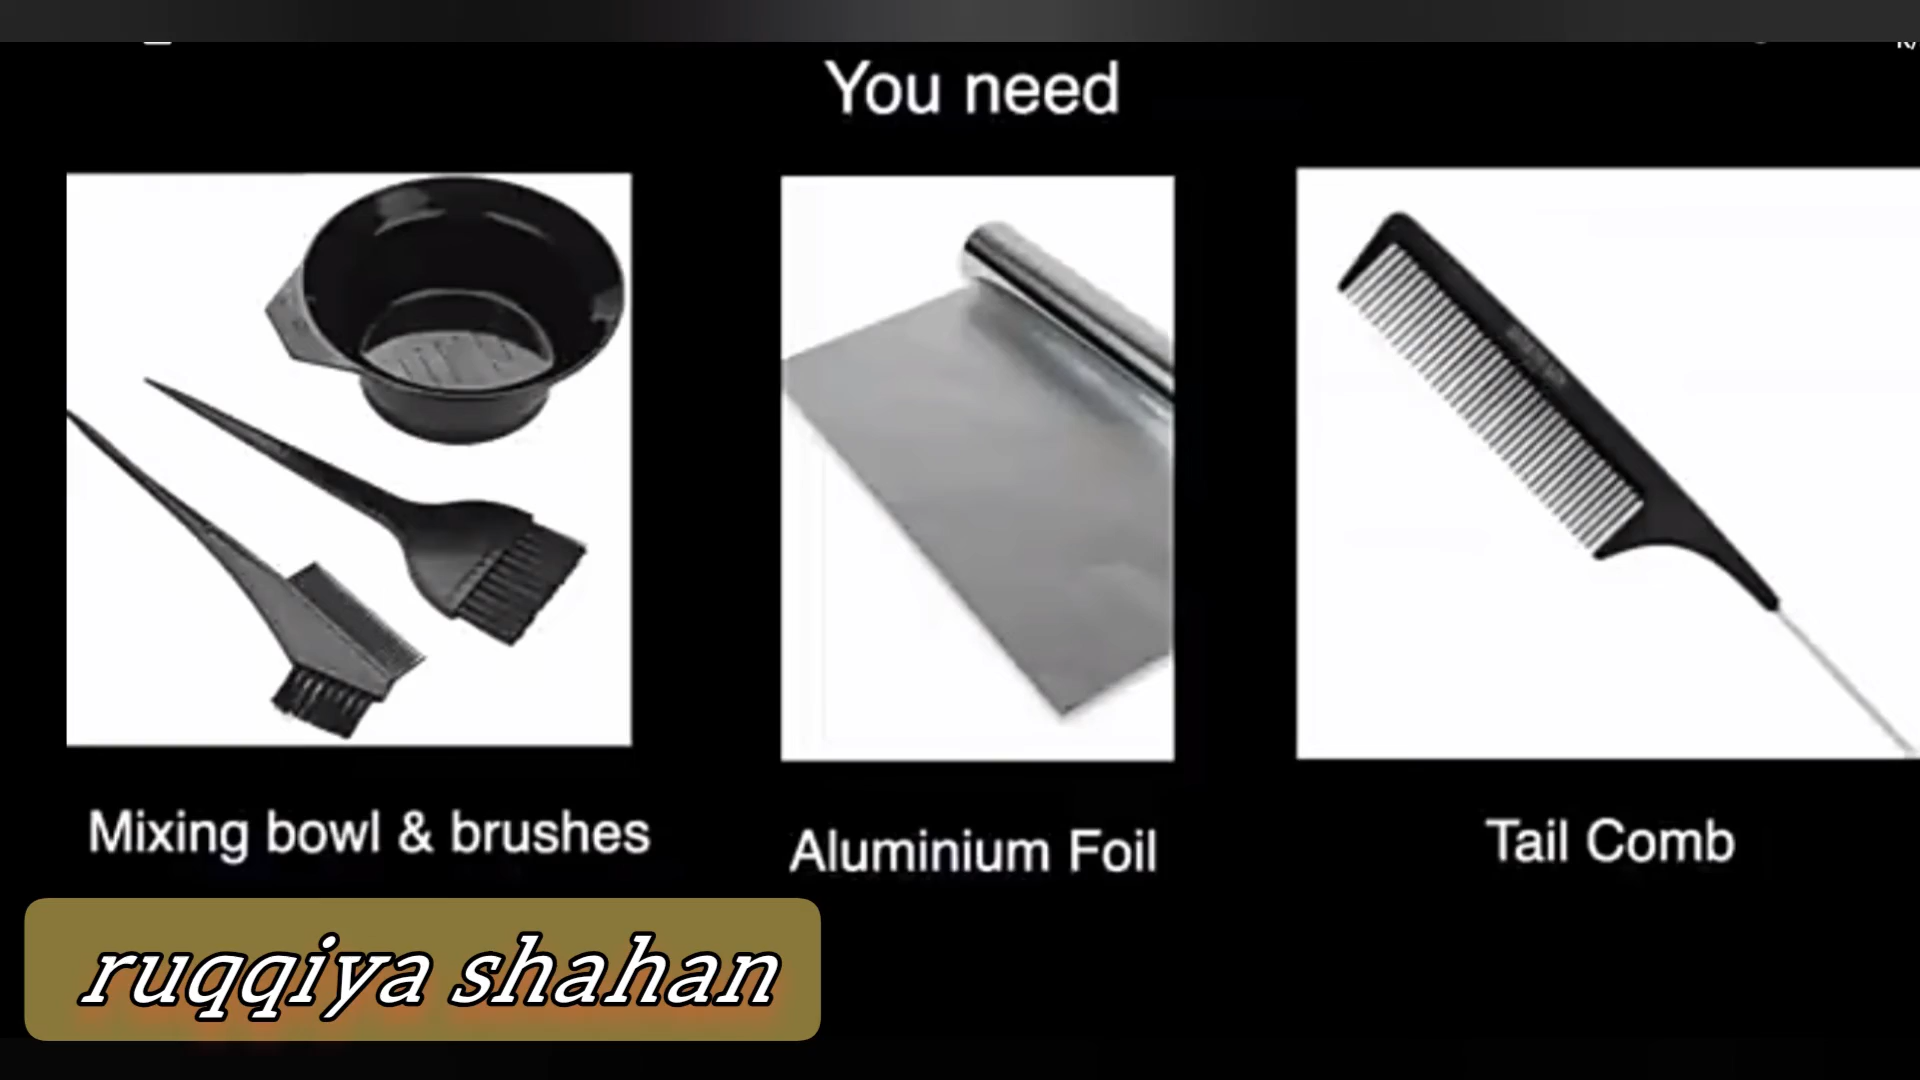 You need
Mixing bowl & brushes
Aluminium Foil
Tail Comb
ruqqiya shahan